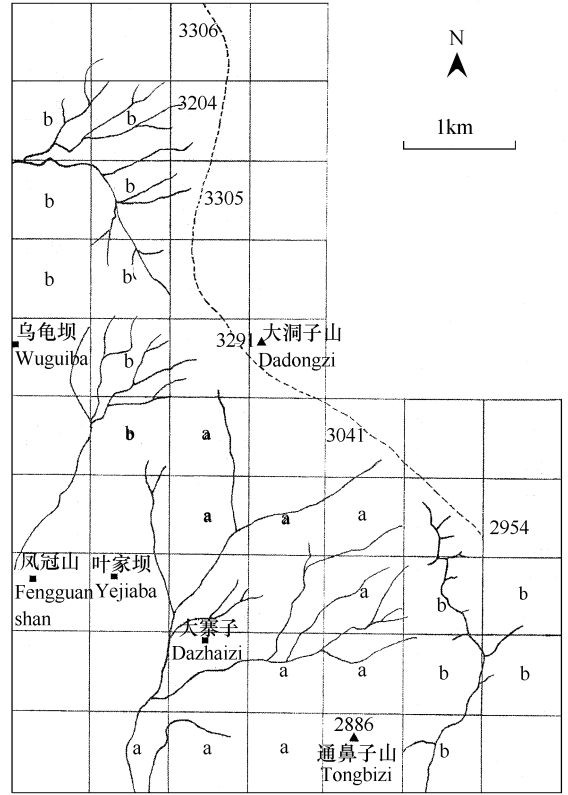 3306
N
3204
b
b
1km
b
b
3305
b
b
乌龟坝
Wuguiba
3291
大洞子山
Dadongzi
b
b
a
3041
a
a
a
2954
凤冠山
Fengguan
shan
叶家坝
Yejiaba
a
b
b
大寨子
Dazhaizi
a
a
b
b
2886
a
a
a
通鼻子山
Tongbizi
b